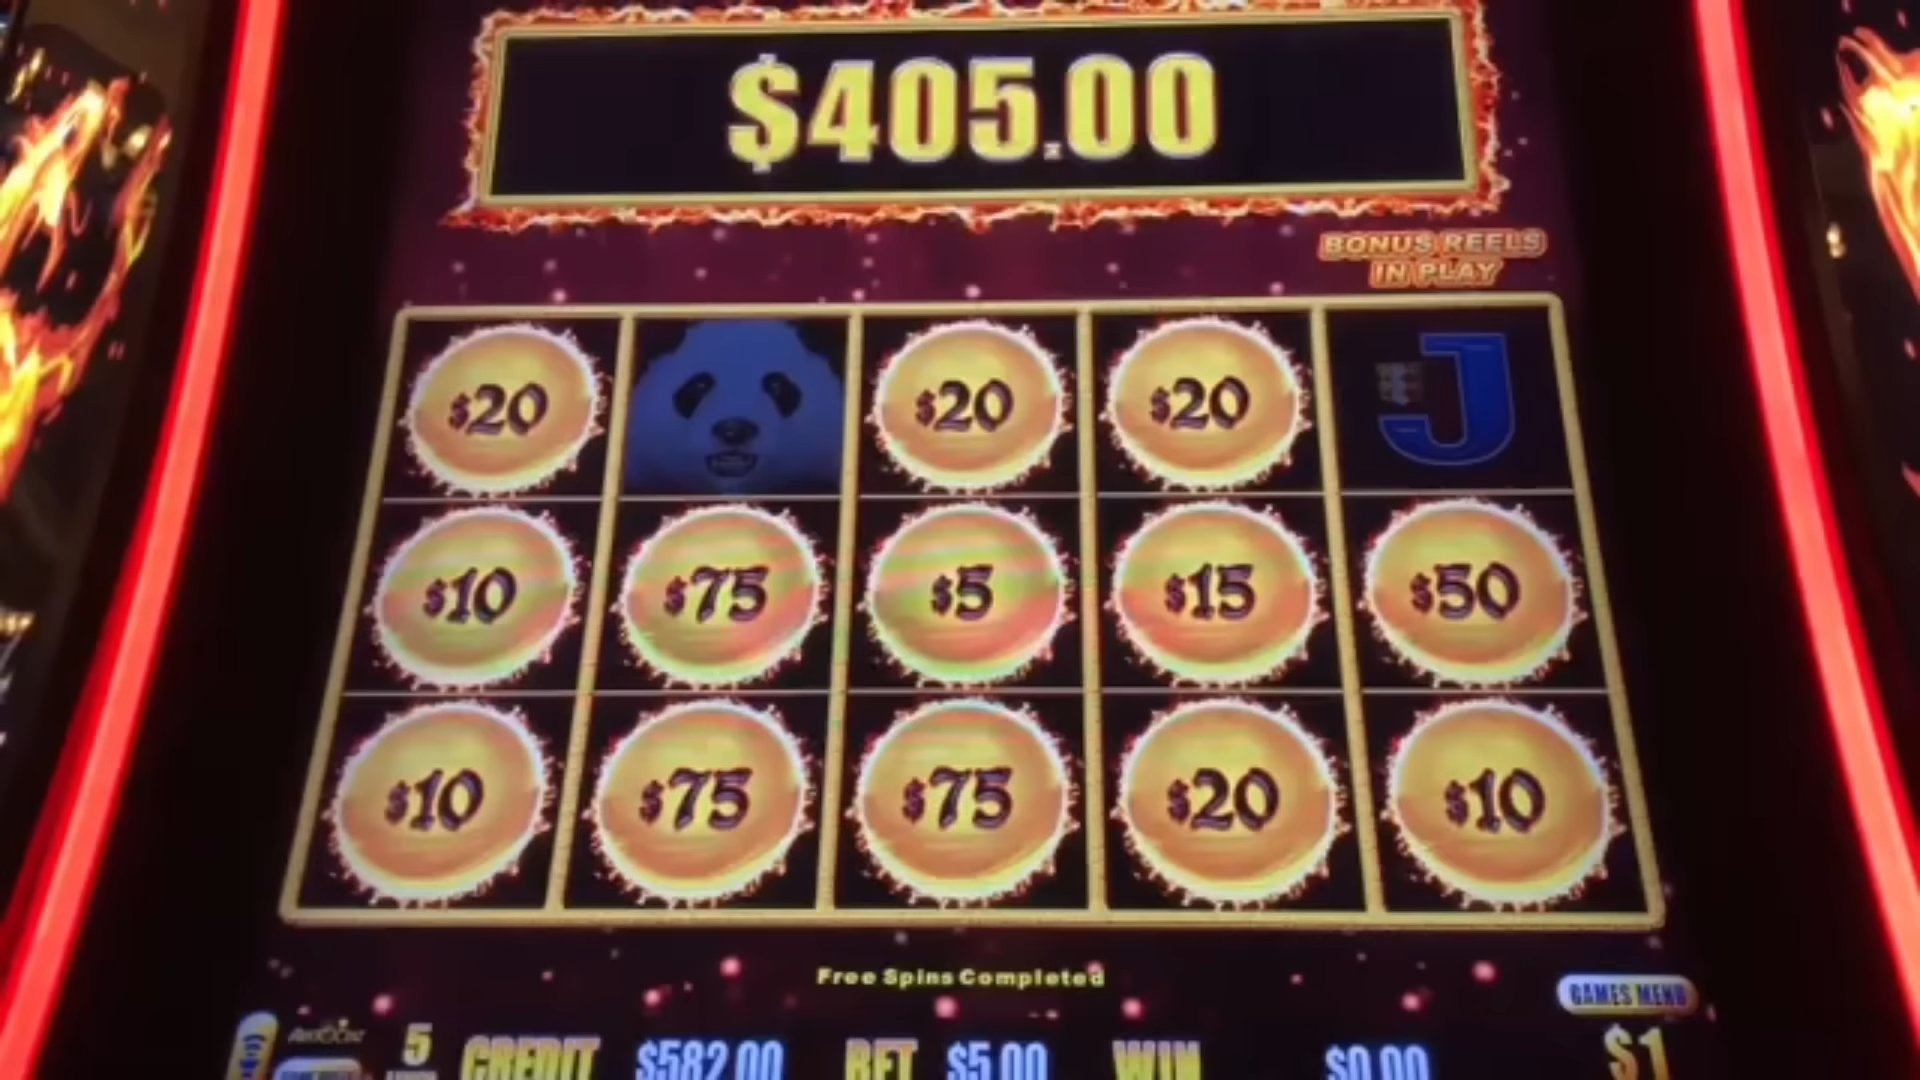 $405.00
BONUS REELS
IN PLAY
$20 $20 $20 J
$10 $75 $5 $15 $50
$10 $75 $75 $20 $10
Free Spins Completed
GAMES MENU
5 CREDIT $582.00 BET $5.00 WIN $0.00 $1